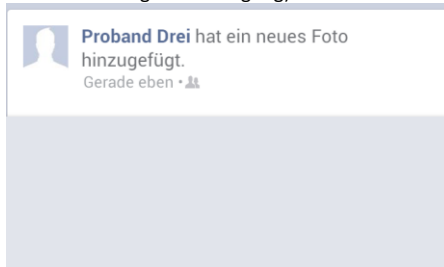 Proband Drei hat ein neues Foto
hinzugefügt.
Gerade eben •